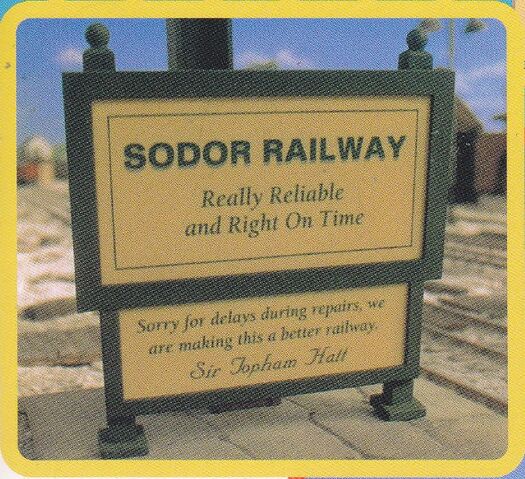 SODOR RAILWAY
Really Reliable
and Right On Time
Sorry for delays during repairs, we
are making this a better railway.
Sir Topham Hatt